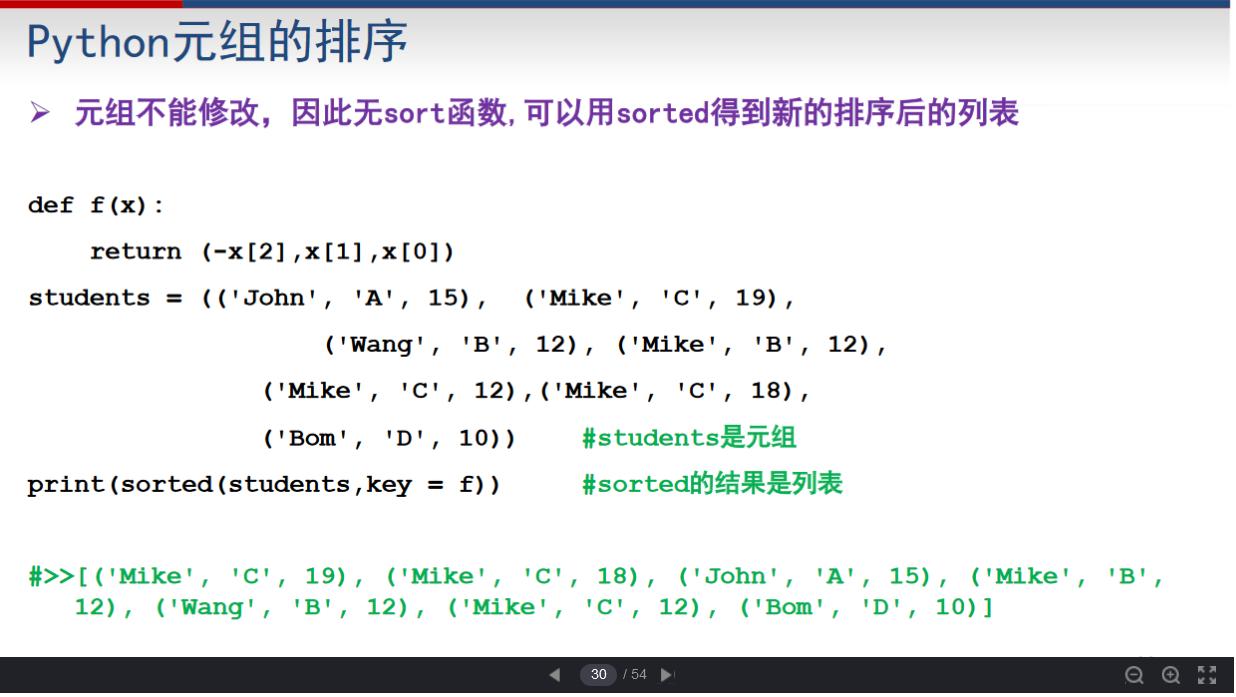 Python元组的排序
➢ 元组不能修改，因此无sort函数,可以用sorted得到新的排序后的列表
def f(x):
    return (-x[2],x[1],x[0])
students = (('John', 'A', 15),  ('Mike', 'C', 19),
                   ('Wang', 'B', 12), ('Mike', 'B', 12),
               ('Mike', 'C', 12),('Mike', 'C', 18),
               ('Bom', 'D', 10))    #students是元组
print(sorted(students,key = f))     #sorted的结果是列表
#>>[('Mike', 'C', 19), ('Mike', 'C', 18), ('John', 'A', 15), ('Mike', 'B',
   12), ('Wang', 'B', 12), ('Mike', 'C', 12), ('Bom', 'D', 10)]
30 / 54